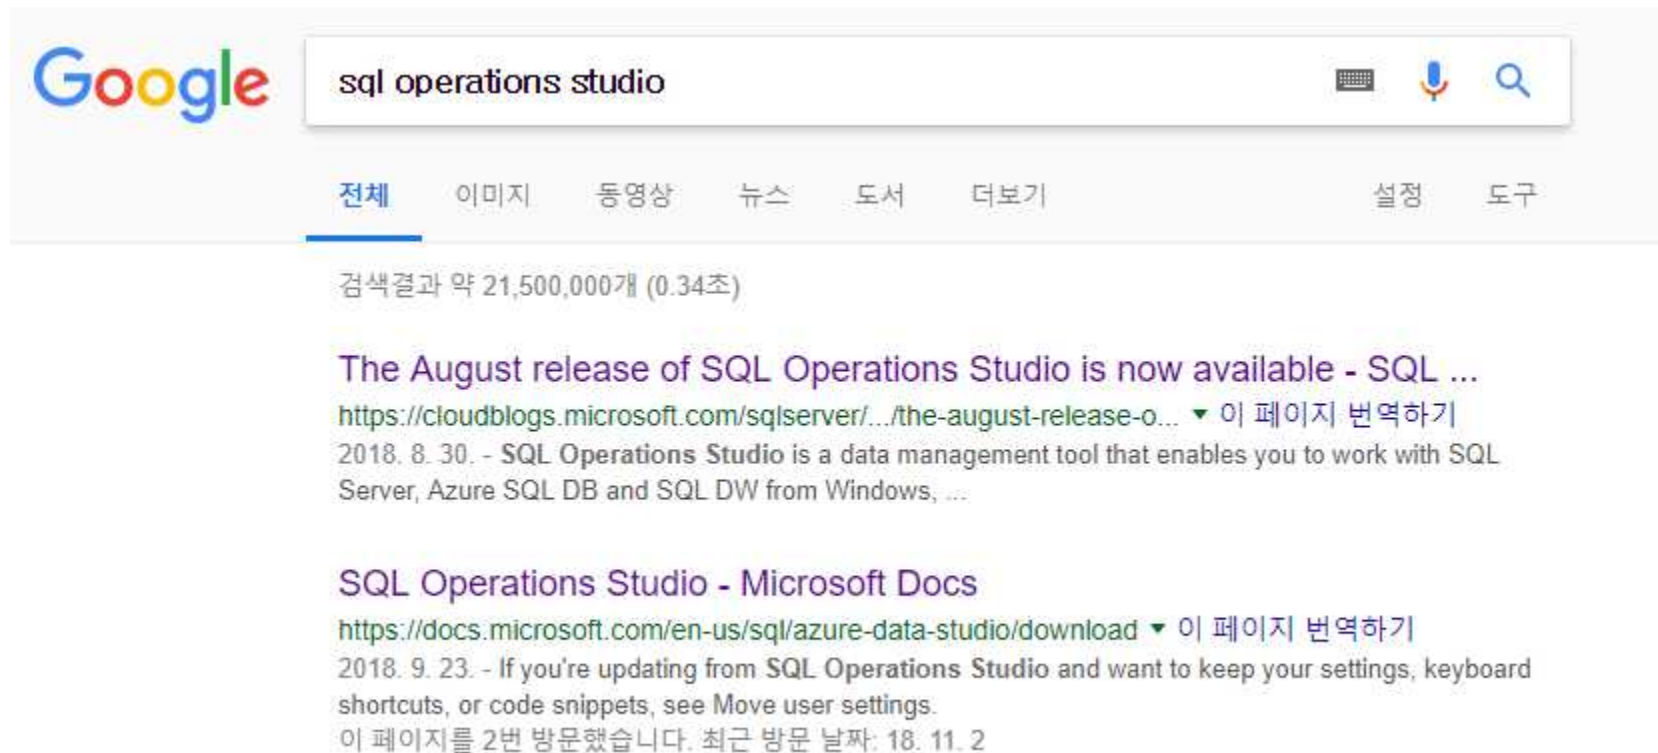 Google
sql operations studio
전체 이미지 동영상 뉴스 도서 더보기 설정 도구
검색결과 약 21,500,000개 (0.34초)
The August release of SQL Operations Studio is now available - SQL ...
https://cloudblogs.microsoft.com/sqlserver/.../the-august-release-o... ▼ 이 페이지 번역하기
2018. 8. 30. - SQL Operations Studio is a data management tool that enables you to work with SQL
Server, Azure SQL DB and SQL DW from Windows, ...
SQL Operations Studio - Microsoft Docs
https://docs.microsoft.com/en-us/sql/azure-data-studio/download ▼ 이 페이지 번역하기
2018. 9. 23. - If you're updating from SQL Operations Studio and want to keep your settings, keyboard
shortcuts, or code snippets, see Move user settings.
이 페이지를 2번 방문했습니다. 최근 방문 날짜: 18. 11. 2